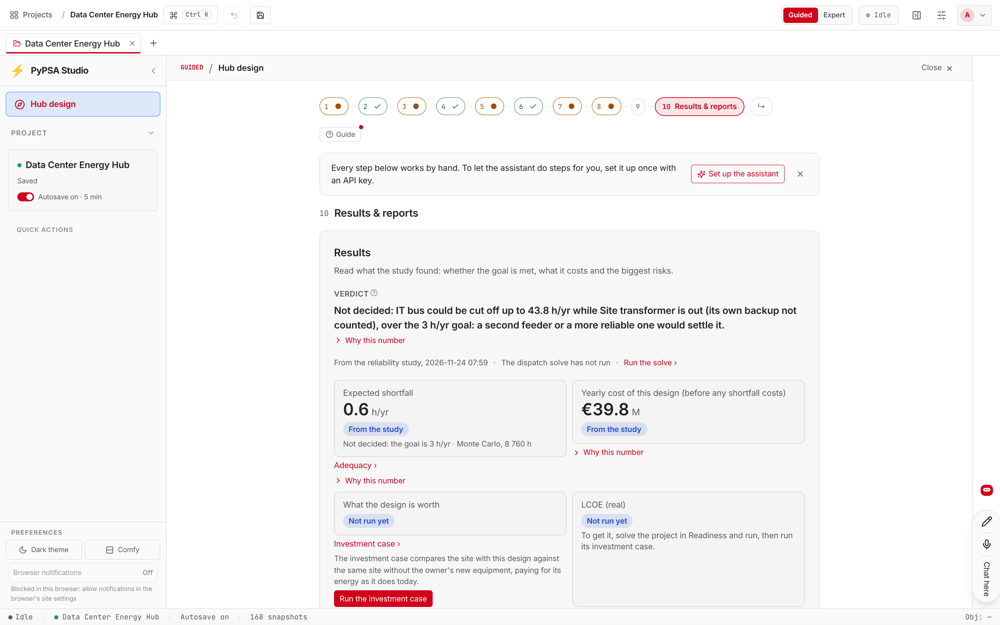 Projects / Data Center Energy Hub ⌘ Ctrl K Guided Expert Idle A
Data Center Energy Hub × +
PyPSA Studio
GUIDED / Hub design Close ×
Hub design
PROJECT
Data Center Energy Hub
Saved
Autosave on · 5 min
QUICK ACTIONS
1 2 3 4 5 6 7 8 9 10 Results & reports
Guide
Every step below works by hand. To let the assistant do steps for you, set it up once with
an API key.
Set up the assistant
10 Results & reports
Results
Read what the study found: whether the goal is met, what it costs and the biggest risks.
VERDICT
Not decided: IT bus could be cut off up to 43.8 h/yr while Site transformer is out (its own backup not
counted), over the 3 h/yr goal: a second feeder or a more reliable one would settle it.
Why this number
From the reliability study, 2026-11-24 07:59 · The dispatch solve has not run · Run the solve ›
Expected shortfall
0.6 h/yr
From the study
Not decided: the goal is 3 h/yr · Monte Carlo, 8 760 h
Adequacy ›
Why this number
Yearly cost of this design (before any shortfall costs)
€39.8 M
From the study
Why this number
What the design is worth
Not run yet
Investment case ›
The investment case compares the site with this design against
the same site without the owner's new equipment, paying for its
energy as it does today.
Run the investment case
LCOE (real)
Not run yet
To get it, solve the project in Readiness and run, then run
its investment case.
Chat here
PREFERENCES
Dark theme
Comfy
Browser notifications Off
Blocked in this browser: allow notifications in the
browser's site settings
Idle Data Center Energy Hub Autosave on 168 snapshots Obj: —